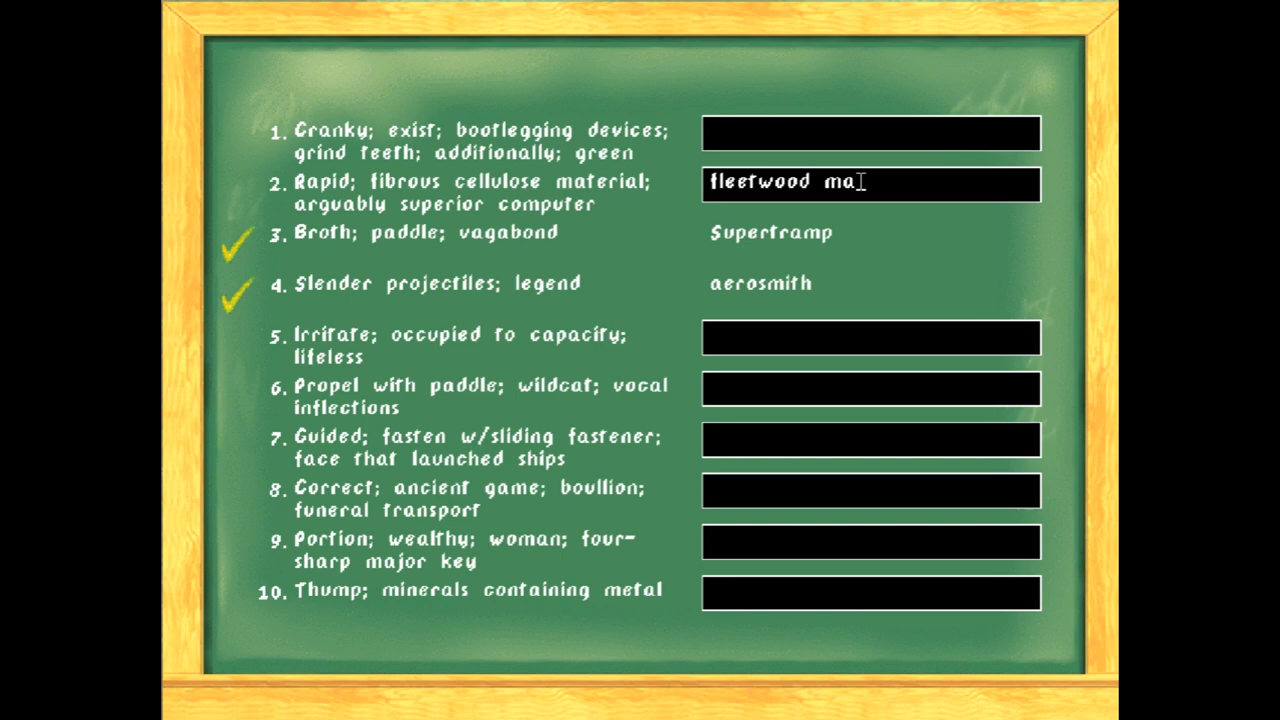 1. Cranky; exist; bootlegging devices;
grind teeth; additionally; green
2. Rapid; fibrous cellulose material;
arguably superior computer
fleetwood ma
3. Broth; paddle; vagabond
Supertramp
4. Slender projectiles; legend
aerosmith
5. Irritate; occupied to capacity;
lifeless
6. Propel with paddle; wildcat; vocal
inflections
7. Guided; fasten w/sliding fastener;
face that launched ships
8. Correct; ancient game; boullion;
funeral transport
9. Portion; wealthy; woman; four-
sharp major key
10. Thump; minerals containing metal